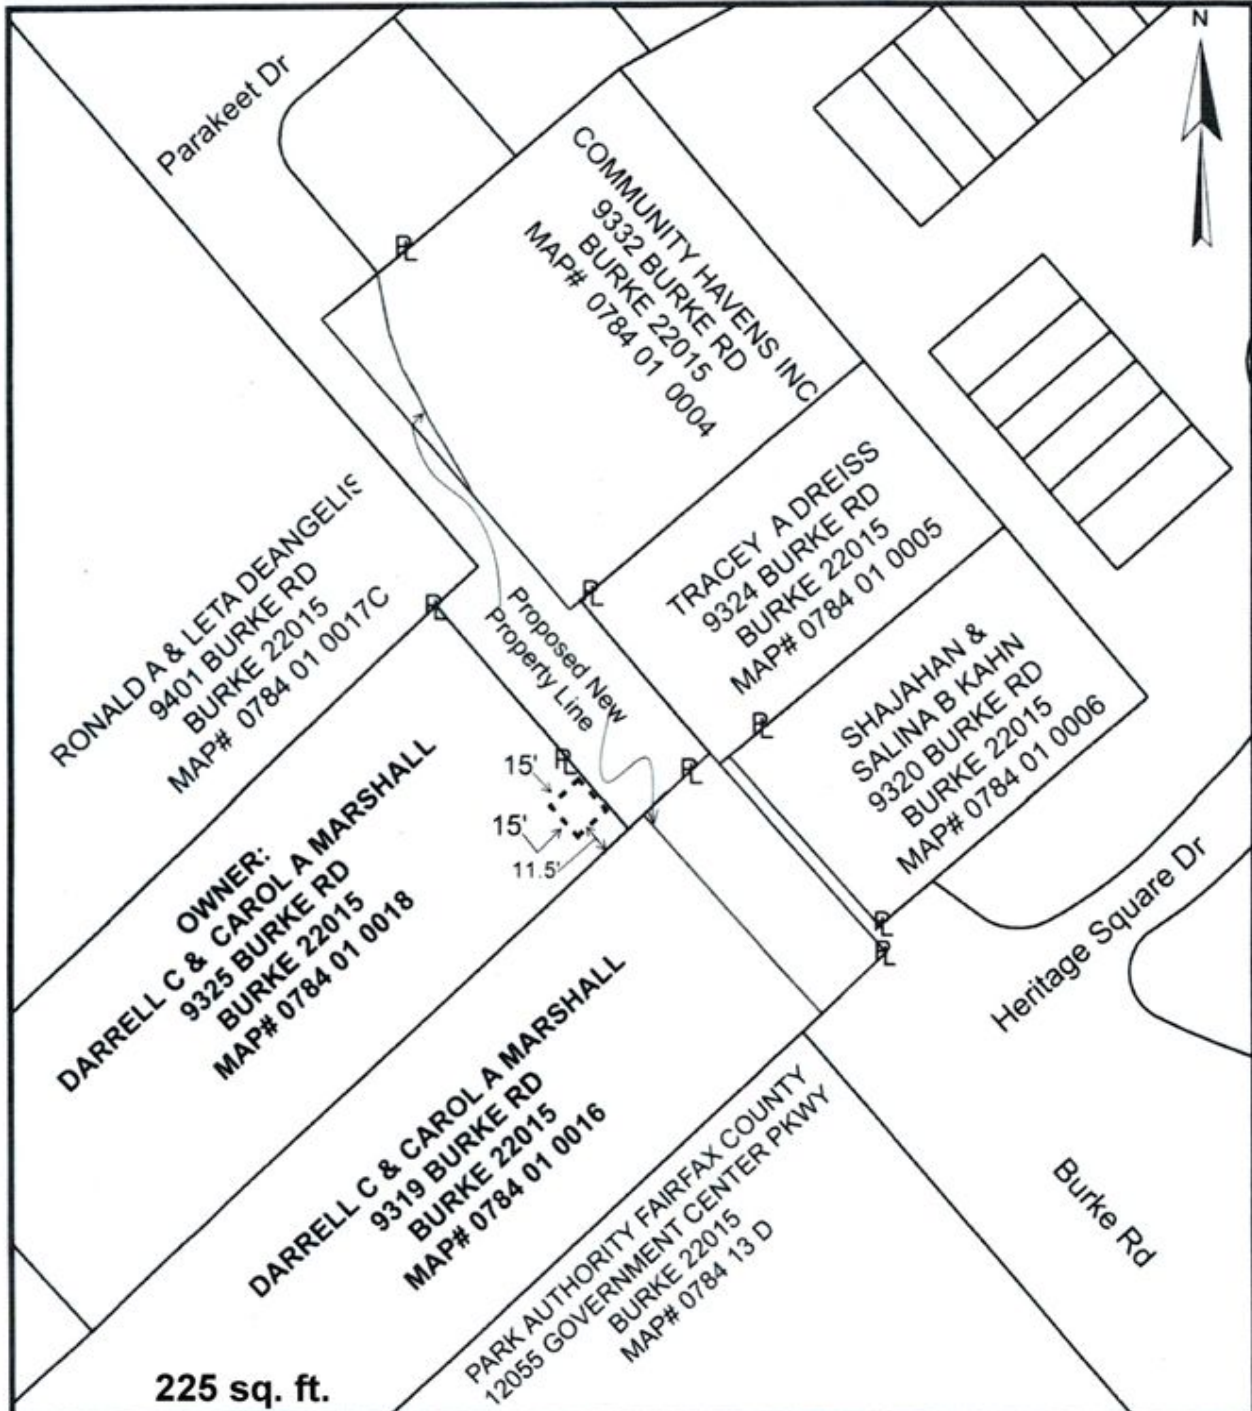 N
Parakeet Dr
COMMUNITY HAVENS INC
9332 BURKE RD
BURKE 22015
MAP# 0784 01 0004
PL
TRACEY A DREISS
9324 BURKE RD
BURKE 22015
MAP# 0784 01 0005
PL
RONALD A & LETA DEANGELIS
9401 BURKE RD
BURKE 22015
MAP# 0784 01 0017C
PL
Proposed New
Property Line
SHAJAHAN &
SALINA B KAHN
9320 BURKE RD
BURKE 22015
MAP# 0784 01 0006
PL
PL
PL
15'
15'
11.5'
OWNER:
DARRELL C & CAROL A MARSHALL
9325 BURKE RD
BURKE 22015
MAP# 0784 01 0018
PL
PL
Heritage Square Dr
DARRELL C & CAROL A MARSHALL
9319 BURKE RD
BURKE 22015
MAP# 0784 01 0016
PARK AUTHORITY FAIRFAX COUNTY
12055 GOVERNMENT CENTER PKWY
BURKE 22015
MAP# 0784 13 D
Burke Rd
225 sq. ft.